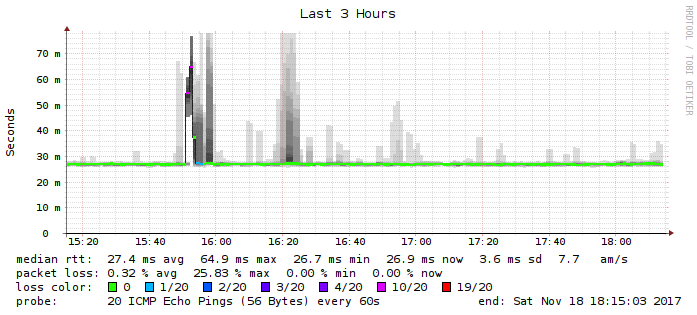 Last 3 Hours
RRDTOOL / TOBI OETIKER
Seconds
70 m
60 m
50 m
40 m
30 m
20 m
10 m
0
15:20 15:40 16:00 16:20 16:40 17:00 17:20 17:40 18:00
median rtt: 27.4 ms avg 64.9 ms max 26.7 ms min 26.9 ms now 3.6 ms sd 7.7 am/s
packet loss: 0.32 % avg 25.83 % max 0.00 % min 0.00 % now
loss color: 0 1/20 2/20 3/20 4/20 10/20 19/20
probe: 20 ICMP Echo Pings (56 Bytes) every 60s end: Sat Nov 18 18:15:03 2017